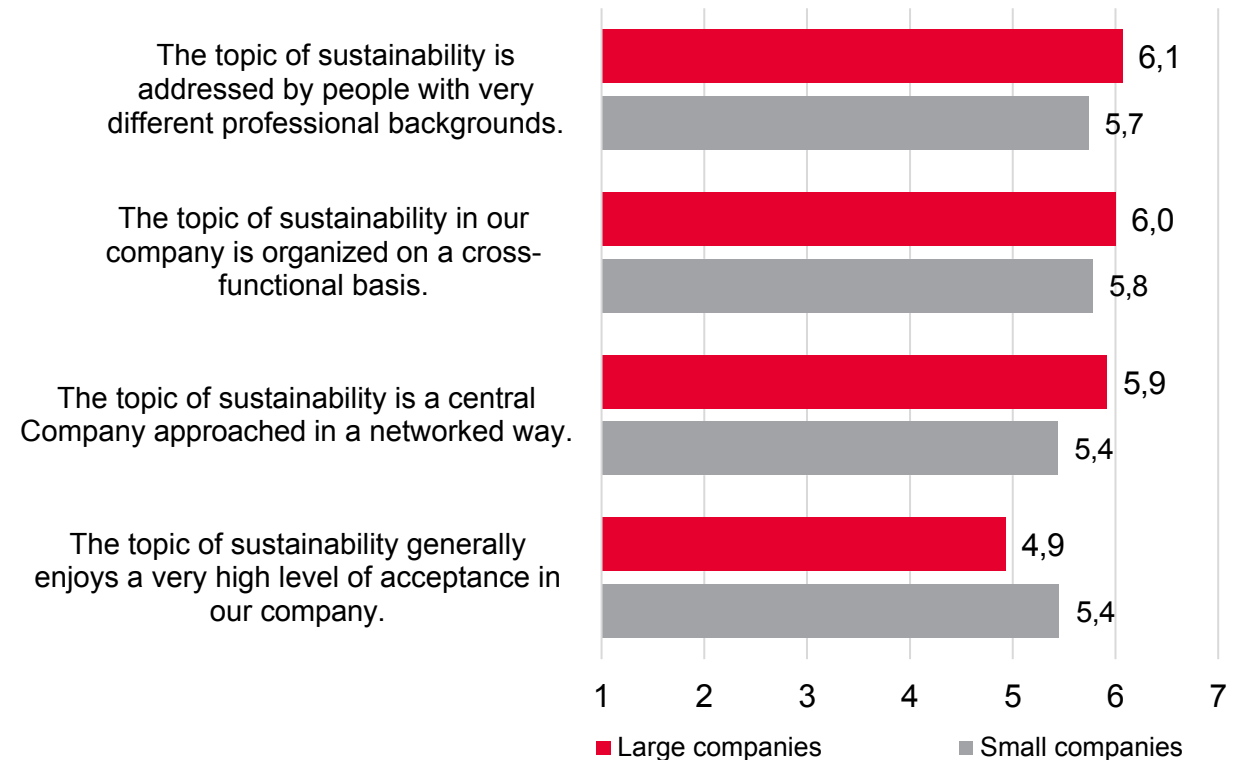 The topic of sustainability is
addressed by people with very
different professional backgrounds.
6,1
5,7
The topic of sustainability in our
company is organized on a cross-
functional basis.
6,0
5,8
The topic of sustainability is a central
Company approached in a networked way.
5,9
5,4
The topic of sustainability generally
enjoys a very high level of acceptance in
our company.
4,9
5,4
1 2 3 4 5 6 7
Large companies Small companies